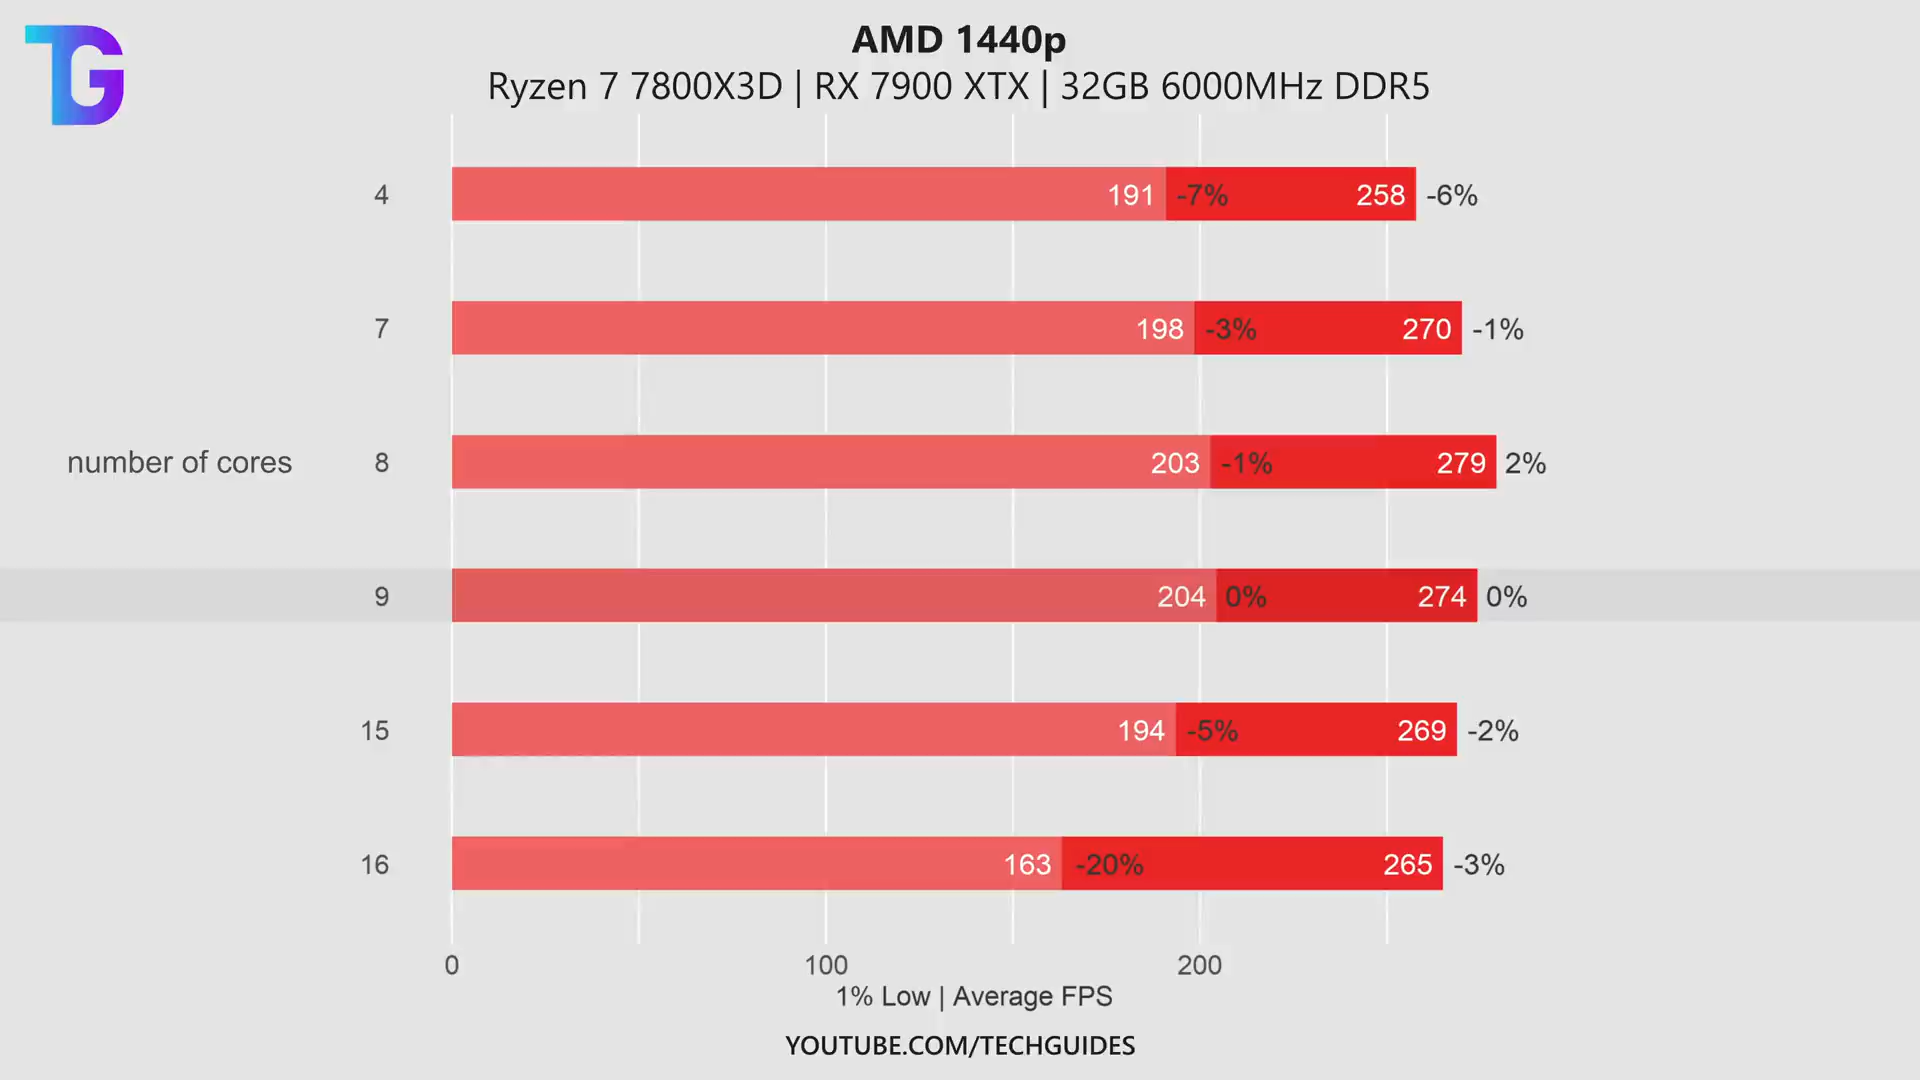 TG
AMD 1440p
Ryzen 7 7800X3D | RX 7900 XTX | 32GB 6000MHz DDR5
4 191 -7% 258 -6%
7 198 -3% 270 -1%
number of cores 8 203 -1% 279 2%
9 204 0% 274 0%
15 194 -5% 269 -2%
16 163 -20% 265 -3%
0 100 200
1% Low | Average FPS
YOUTUBE.COM/TECHGUIDES